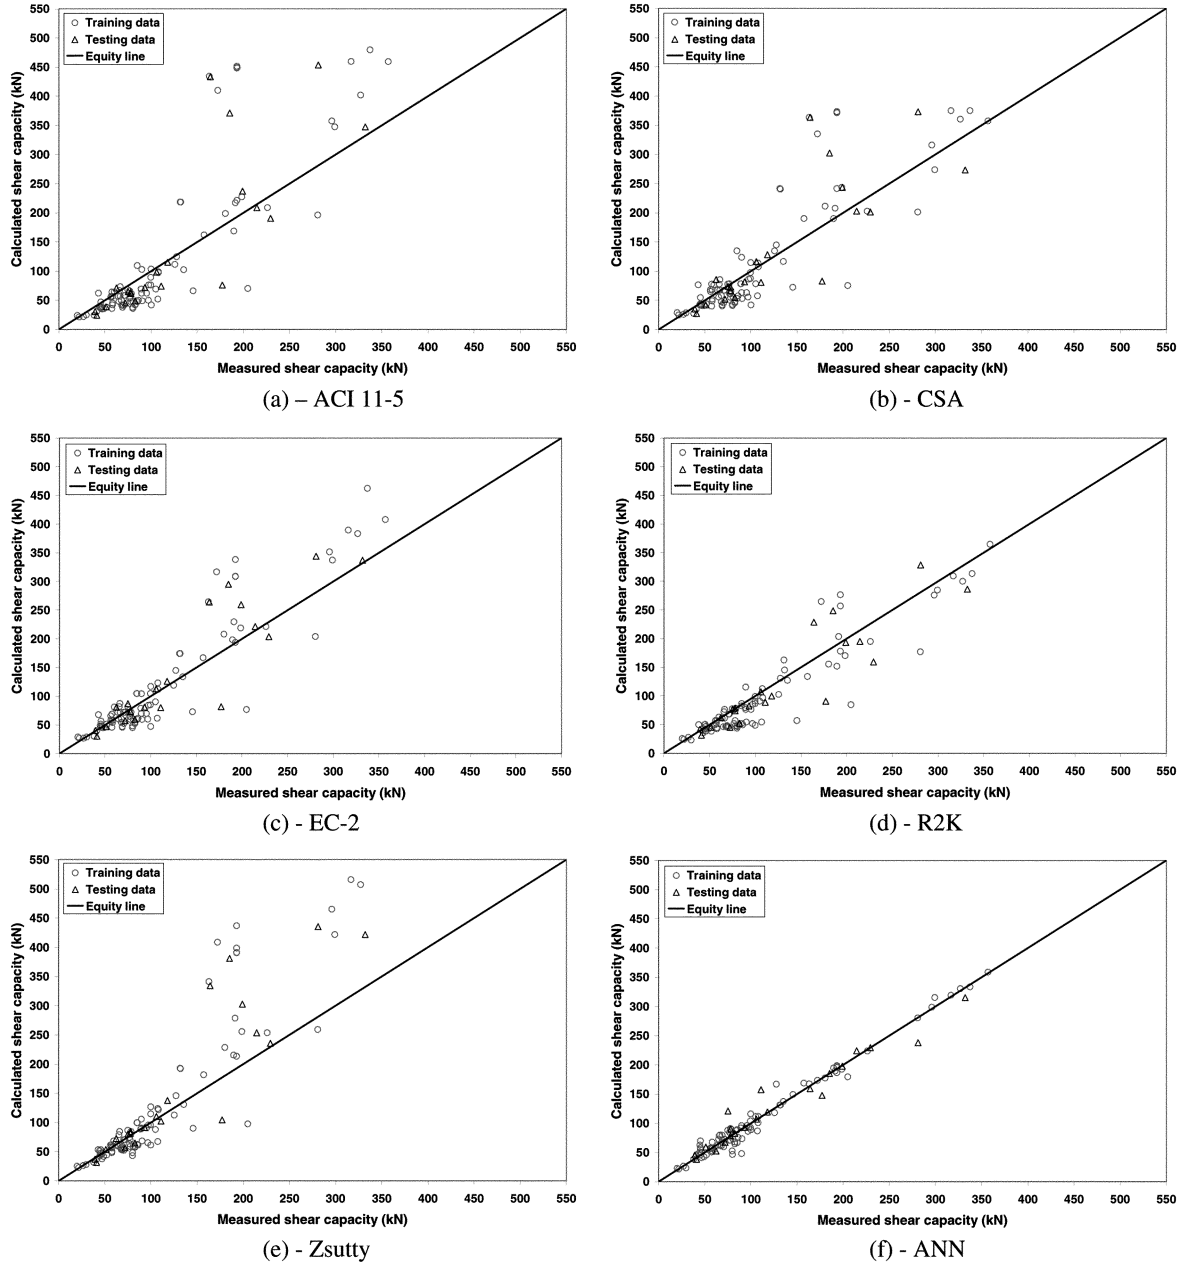 Calculated shear capacity (kN)
550
500
450
400
350
300
250
200
150
100
50
0
Training data
Testing data
Equity line
0 50 100 150 200 250 300 350 400 450 500 550
Measured shear capacity (kN)
(a) – ACI 11-5
Calculated shear capacity (kN)
550
500
450
400
350
300
250
200
150
100
50
0
Training data
Testing data
Equity line
0 50 100 150 200 250 300 350 400 450 500 550
Measured shear capacity (kN)
(b) - CSA
Calculated shear capacity (kN)
550
500
450
400
350
300
250
200
150
100
50
0
Training data
Testing data
Equity line
0 50 100 150 200 250 300 350 400 450 500 550
Measured shear capacity (kN)
(c) - EC-2
Calculated shear capacity (kN)
550
500
450
400
350
300
250
200
150
100
50
0
Training data
Testing data
Equity line
0 50 100 150 200 250 300 350 400 450 500 550
Measured shear capacity (kN)
(d) - R2K
Calculated shear capacity (kN)
550
500
450
400
350
300
250
200
150
100
50
0
Training data
Testing data
Equity line
0 50 100 150 200 250 300 350 400 450 500 550
Measured shear capacity (kN)
(e) - Zsutty
Calculated shear capacity (kN)
550
500
450
400
350
300
250
200
150
100
50
0
Training data
Testing data
Equity line
0 50 100 150 200 250 300 350 400 450 500 550
Measured shear capacity (kN)
(f) - ANN